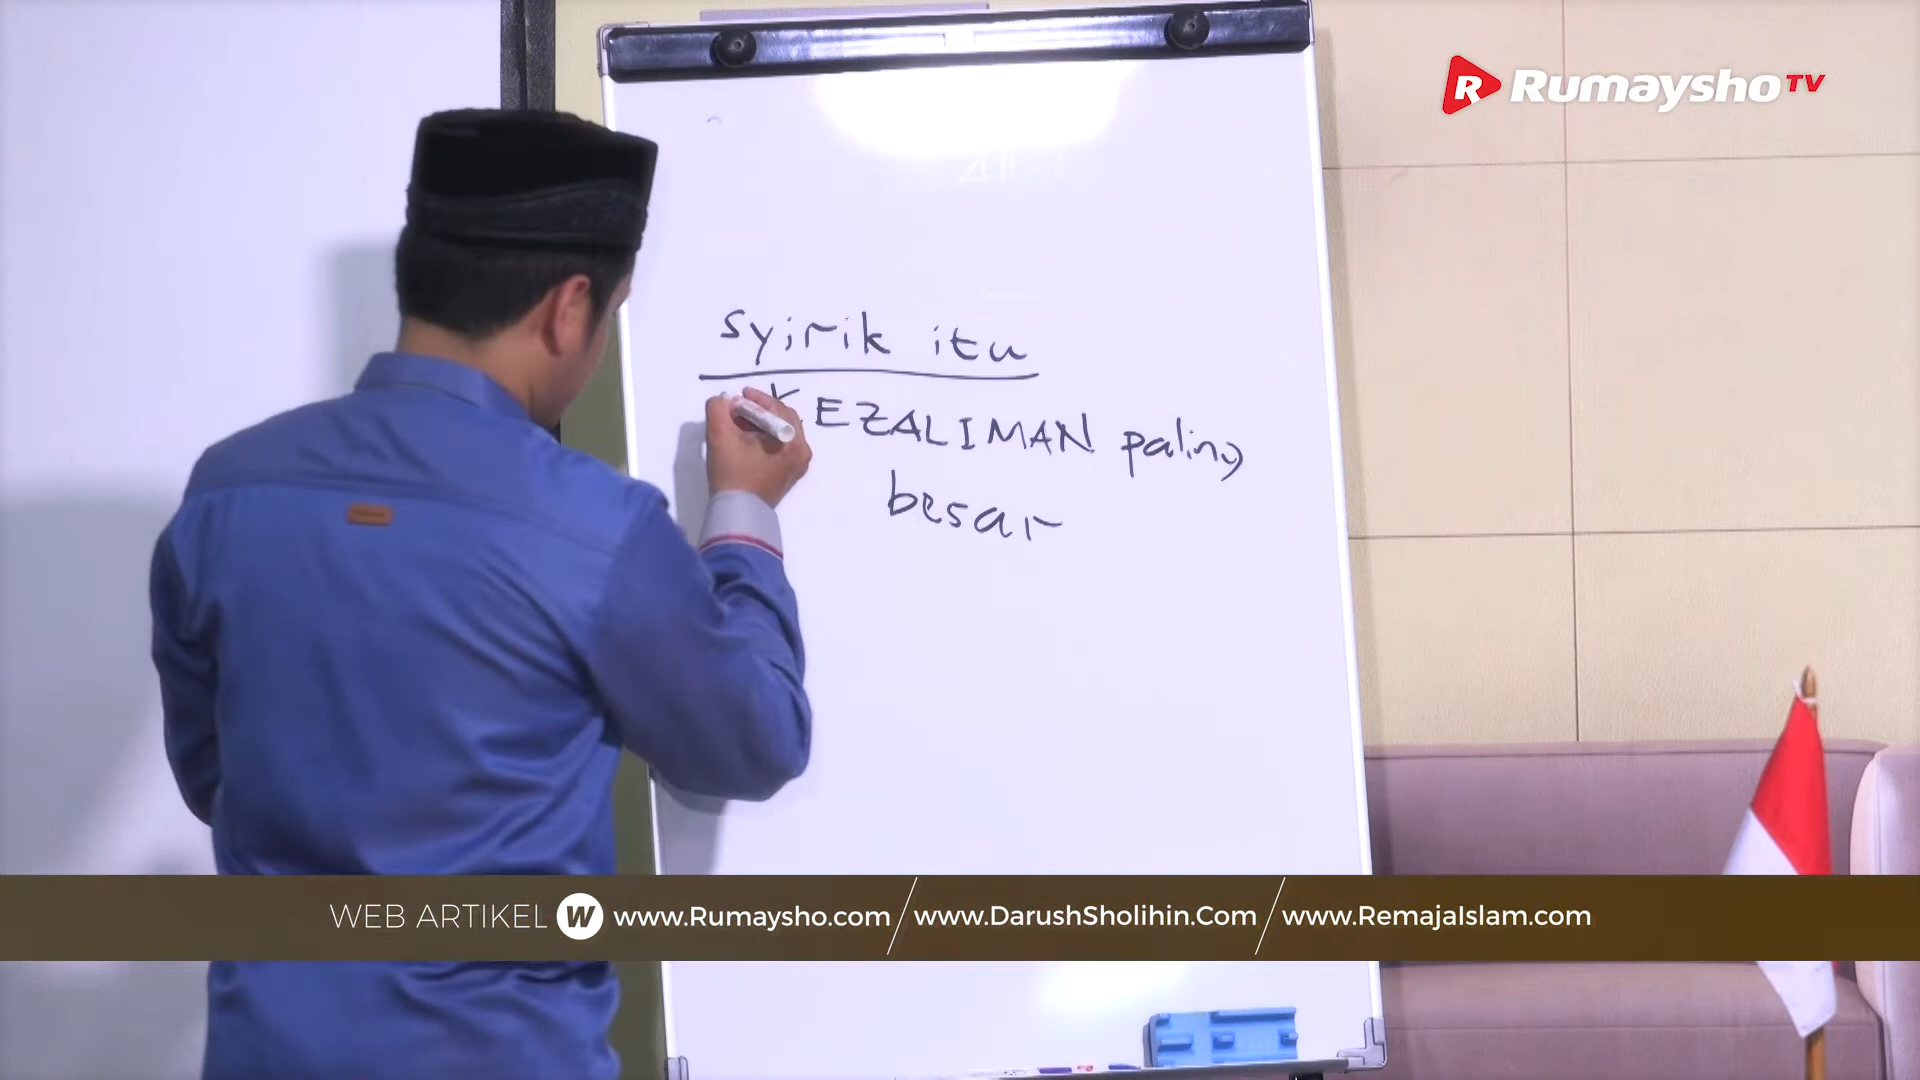 Rumaysho TV
syirik itu
KEZALIMAN paling
besar
WEB ARTIKEL W www.Rumaysho.com / www.DarushSholihin.Com / www.RemajaIslam.com